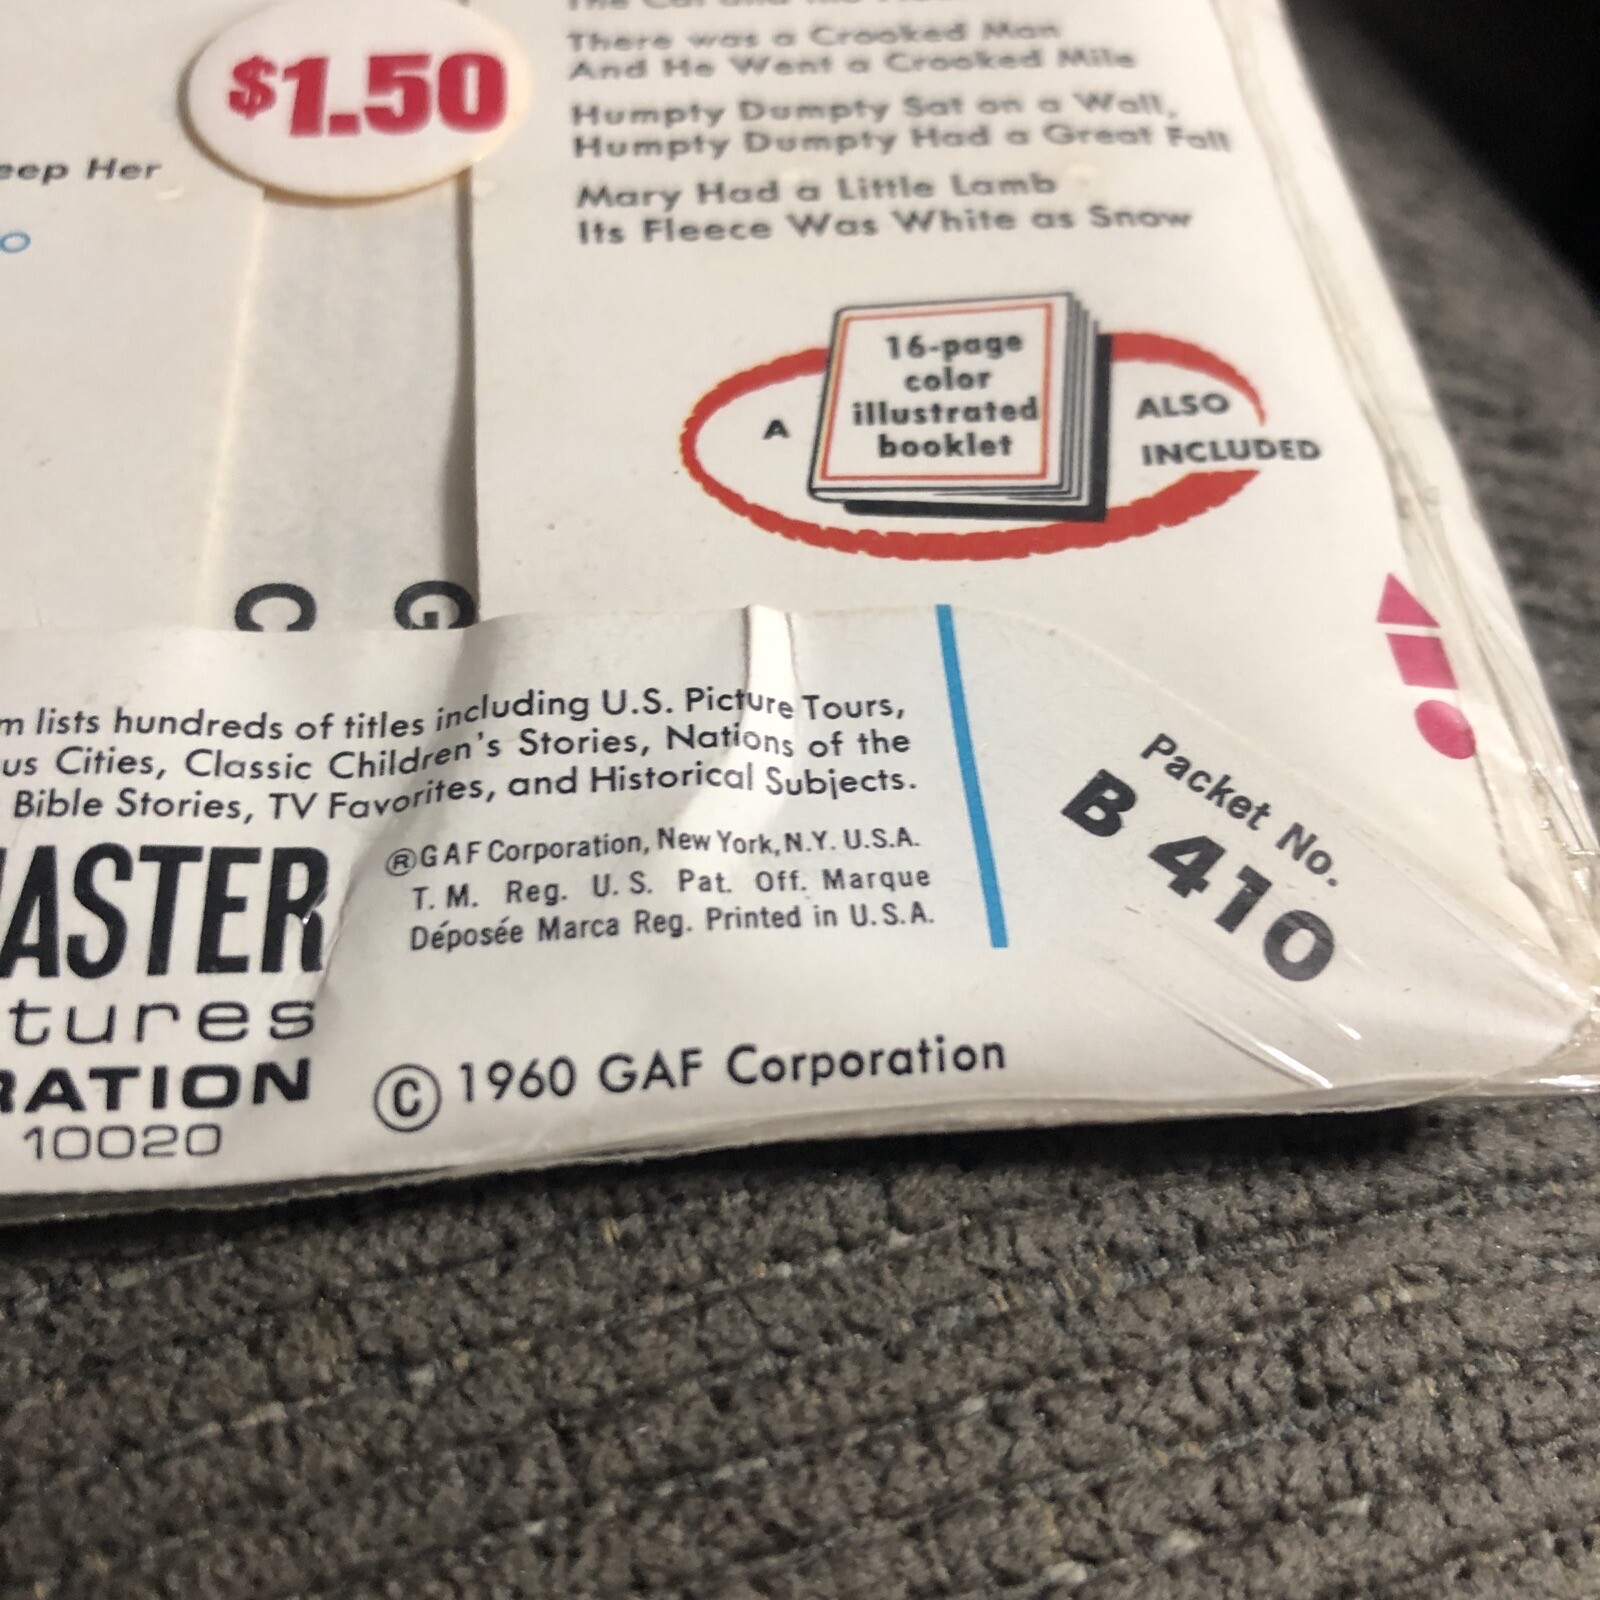 $1.50
The Cat and the
There was a Crooked Man
And He Went a Crooked Mile
Humpty Dumpty Sat on a Wall,
Humpty Dumpty Had a Great Fall
Mary Had a Little Lamb
Its Fleece Was White as Snow
eep Her
o
A
16-page
color
illustrated
booklet
ALSO
INCLUDED
C G
m lists hundreds of titles including U.S. Picture Tours,
us Cities, Classic Children's Stories, Nations of the
Bible Stories, TV Favorites, and Historical Subjects.
ASTER
tures
RATION
10020
® G A F Corporation, New York, N.Y. U.S.A.
T. M. Reg. U. S. Pat. Off. Marque
Déposée Marca Reg. Printed in U.S.A.
© 1960 GAF Corporation
Packet No.
B 410